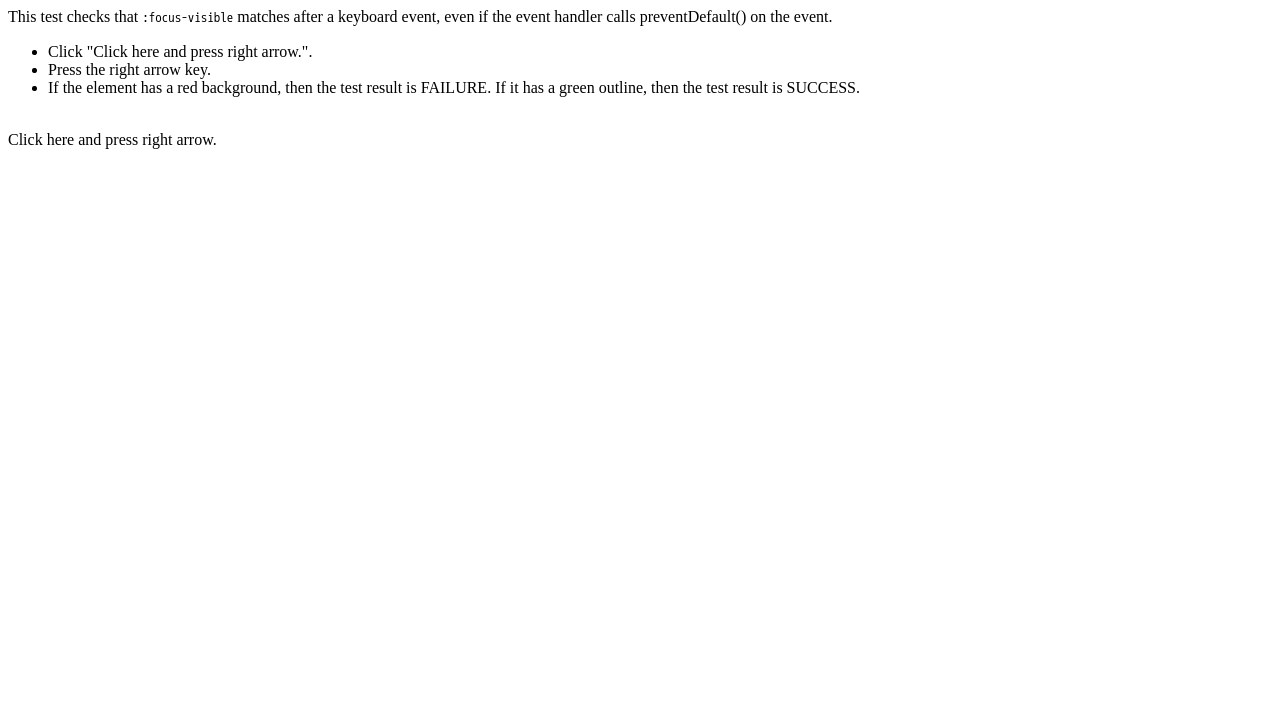 This test checks that :focus-visible matches after a keyboard event, even if the event handler calls preventDefault() on the event.
Click "Click here and press right arrow.".
Press the right arrow key.
If the element has a red background, then the test result is FAILURE. If it has a green outline, then the test result is SUCCESS.
Click here and press right arrow.